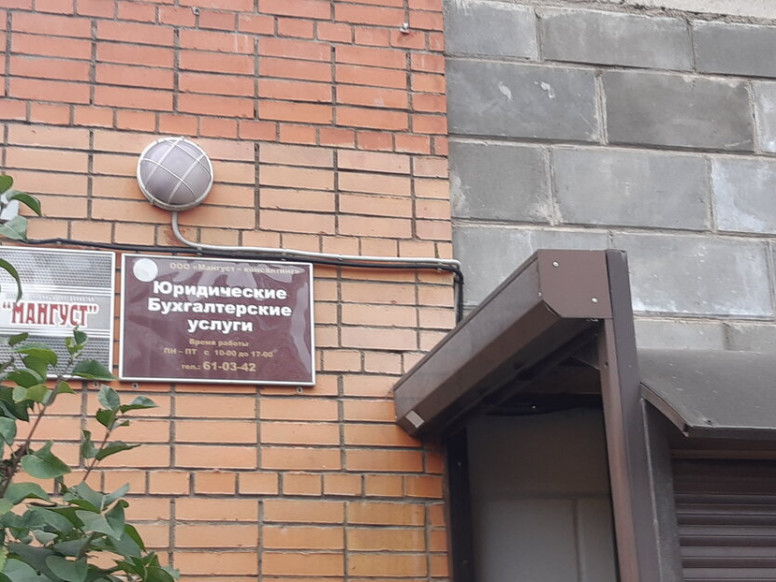 "МАНГУСТ"
ООО «Мангуст - консалтинг»
Юридические
Бухгалтерские
услуги
Время работы
ПН – ПТ с 10-00 до 17-00
тел.: 61-03-42